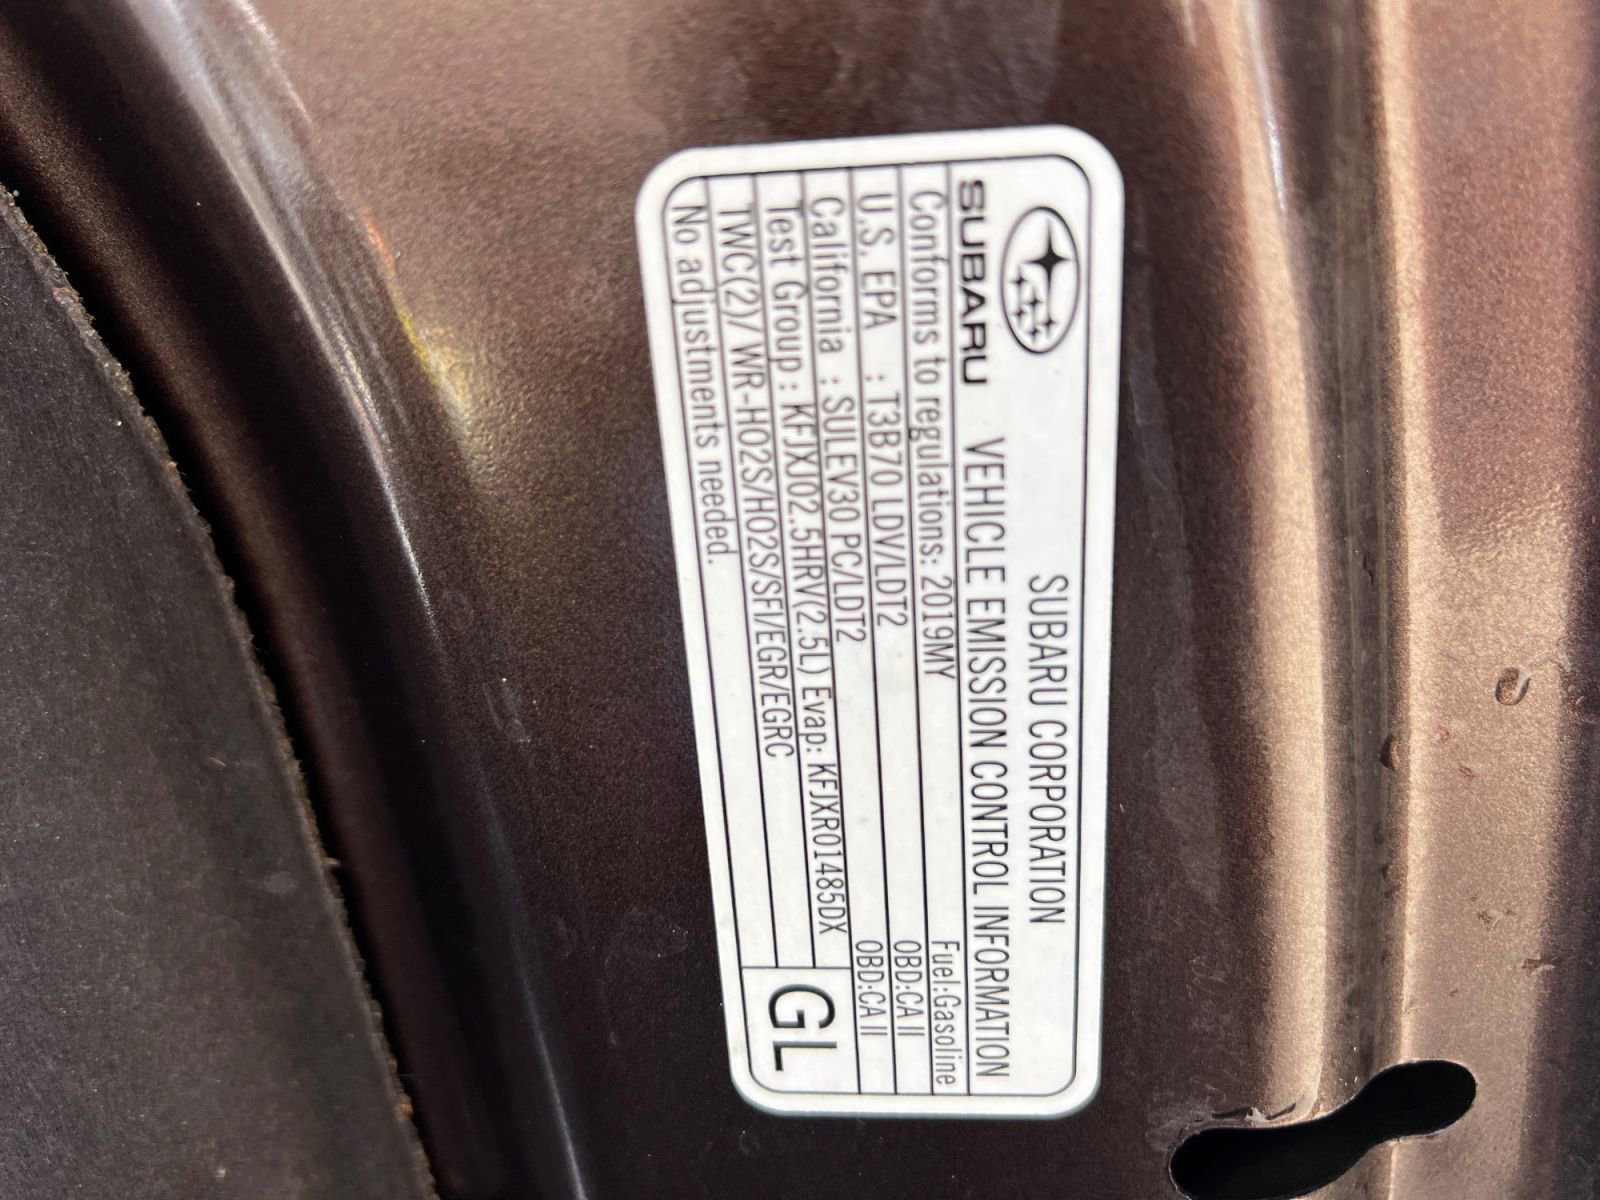 SUBARU CORPORATION
SUBARU VEHICLE EMISSION CONTROL INFORMATION
Conforms to regulations: 2019MY Fuel:Gasoline
U.S. EPA : T3B70 LDV/LDT2 OBD:CA II
California : SULEV30 PC/LDT2 OBD:CA II
Test Group : KFJXJ02.5HRV(2.5L) Evap: KFJXR01485DX
TWC(2)/ WR-HO2S/HO2S/SFI/EGR/EGRC
GL
No adjustments needed.